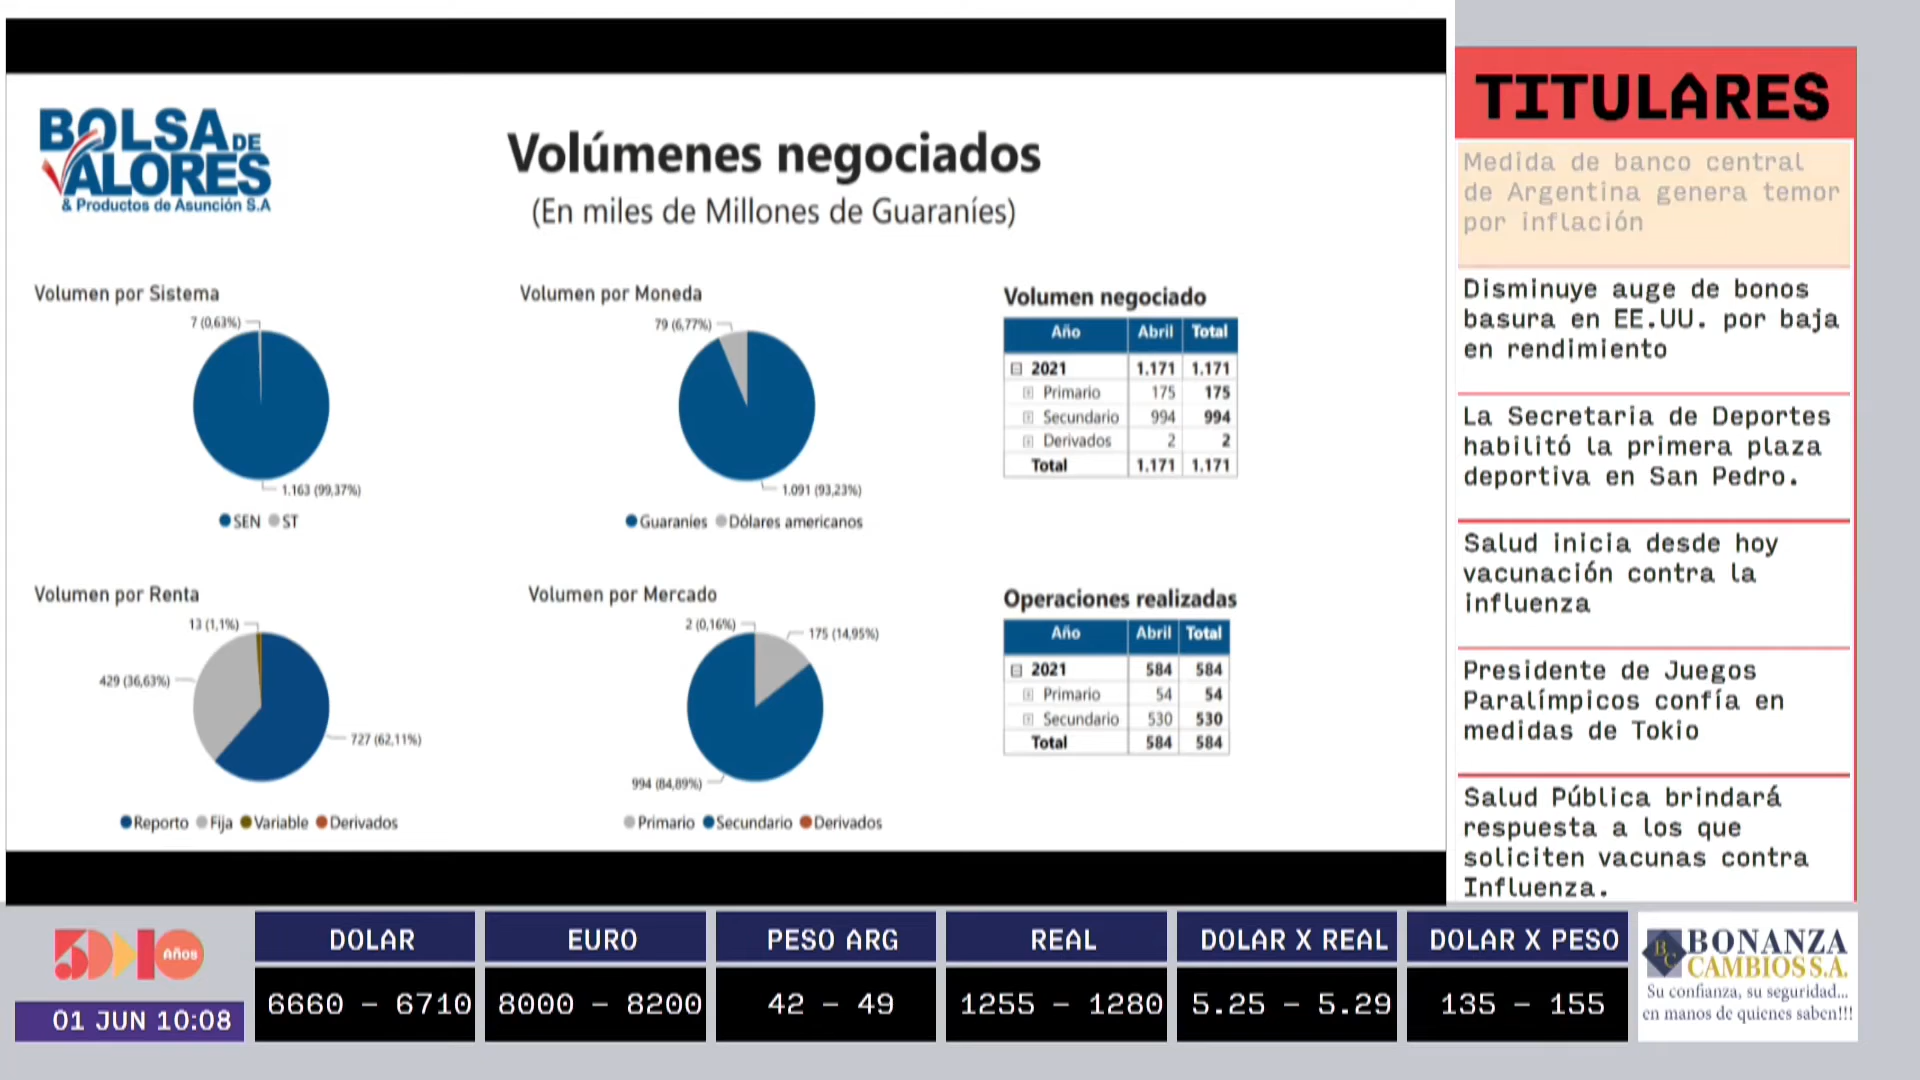 BOLSA DE
VALORES
& Productos de Asunción S.A
Volúmenes negociados
(En miles de Millones de Guaraníes)
Volumen por Sistema
7 (0,63%)
1.163 (99,37%)
SEN ST
Volumen por Moneda
79 (6,77%)
1.091 (93,23%)
Guaraníes Dólares americanos
Volumen negociado
Año Abril Total
2021 1.171 1.171
Primario 175 175
Secundario 994 994
Derivados 2 2
Total 1.171 1.171
Volumen por Renta
13 (1,1%)
429 (36,63%)
727 (62,11%)
Reporto Fija Variable Derivados
Volumen por Mercado
2 (0,16%)
175 (14,95%)
994 (84,89%)
Primario Secundario Derivados
Operaciones realizadas
Año Abril Total
2021 584 584
Primario 54 54
Secundario 530 530
Total 584 584
TITULARES
Medida de banco central
de Argentina genera temor
por inflación
Disminuye auge de bonos
basura en EE.UU. por baja
en rendimiento
La Secretaria de Deportes
habilitó la primera plaza
deportiva en San Pedro.
Salud inicia desde hoy
vacunación contra la
influenza
Presidente de Juegos
Paralímpicos confía en
medidas de Tokio
Salud Pública brindará
respuesta a los que
soliciten vacunas contra
Influenza.
5D10 Años
01 JUN 10:08
DOLAR
6660 - 6710
EURO
8000 - 8200
PESO ARG
42 - 49
REAL
1255 - 1280
DOLAR X REAL
5.25 - 5.29
DOLAR X PESO
135 - 155
BC BONANZA
CAMBIOS S.A.
Su confianza, su seguridad...
en manos de quienes saben!!!